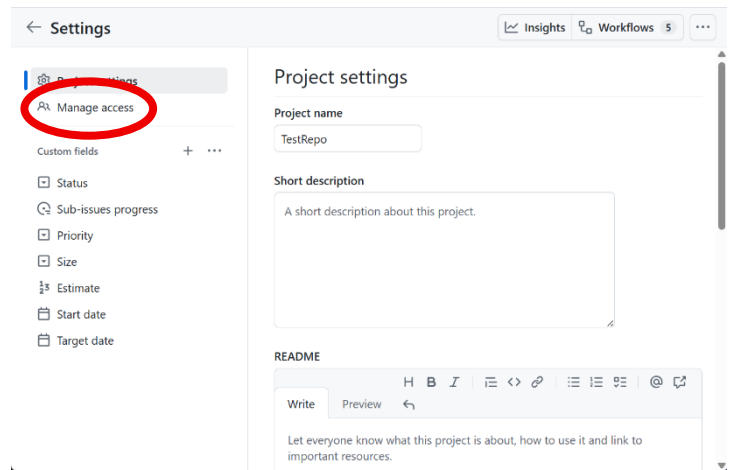 Settings
Insights
Workflows 5
Project settings
Manage access
Custom fields
Status
Sub-issues progress
Priority
Size
Estimate
Start date
Target date
Project settings
Project name
TestRepo
Short description
A short description about this project.
README
H B I
Write Preview
Let everyone know what this project is about, how to use it and link to
important resources.